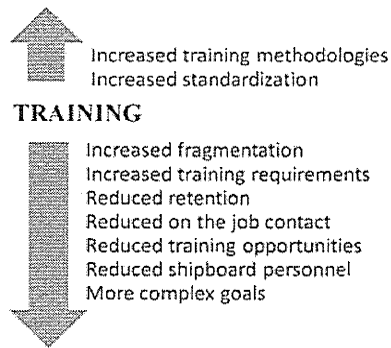 Increased training methodologies
Increased standardization
TRAINING
Increased fragmentation
Increased training requirements
Reduced retention
Reduced on the job contact
Reduced training opportunities
Reduced shipboard personnel
More complex goals